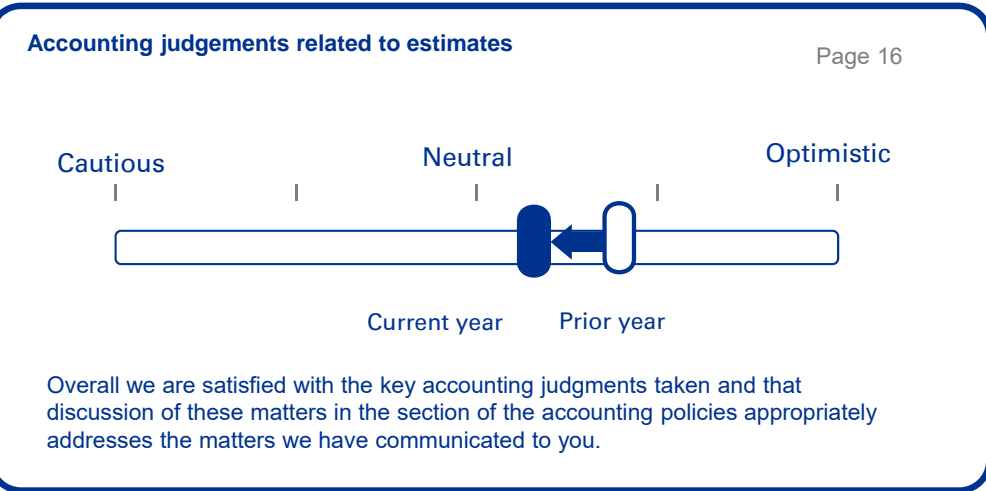 Accounting judgements related to estimates
Page 16
Cautious
Neutral
Optimistic
Current year
Prior year
Overall we are satisfied with the key accounting judgments taken and that
discussion of these matters in the section of the accounting policies appropriately
addresses the matters we have communicated to you.